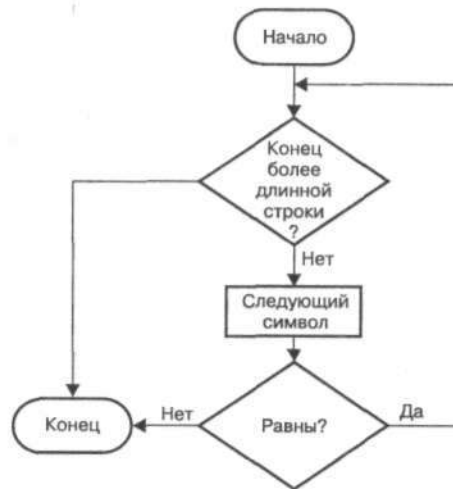 Начало
Конец
более
длинной
строки
?
Нет
Следующий
символ
Равны?
Нет
Да
Конец